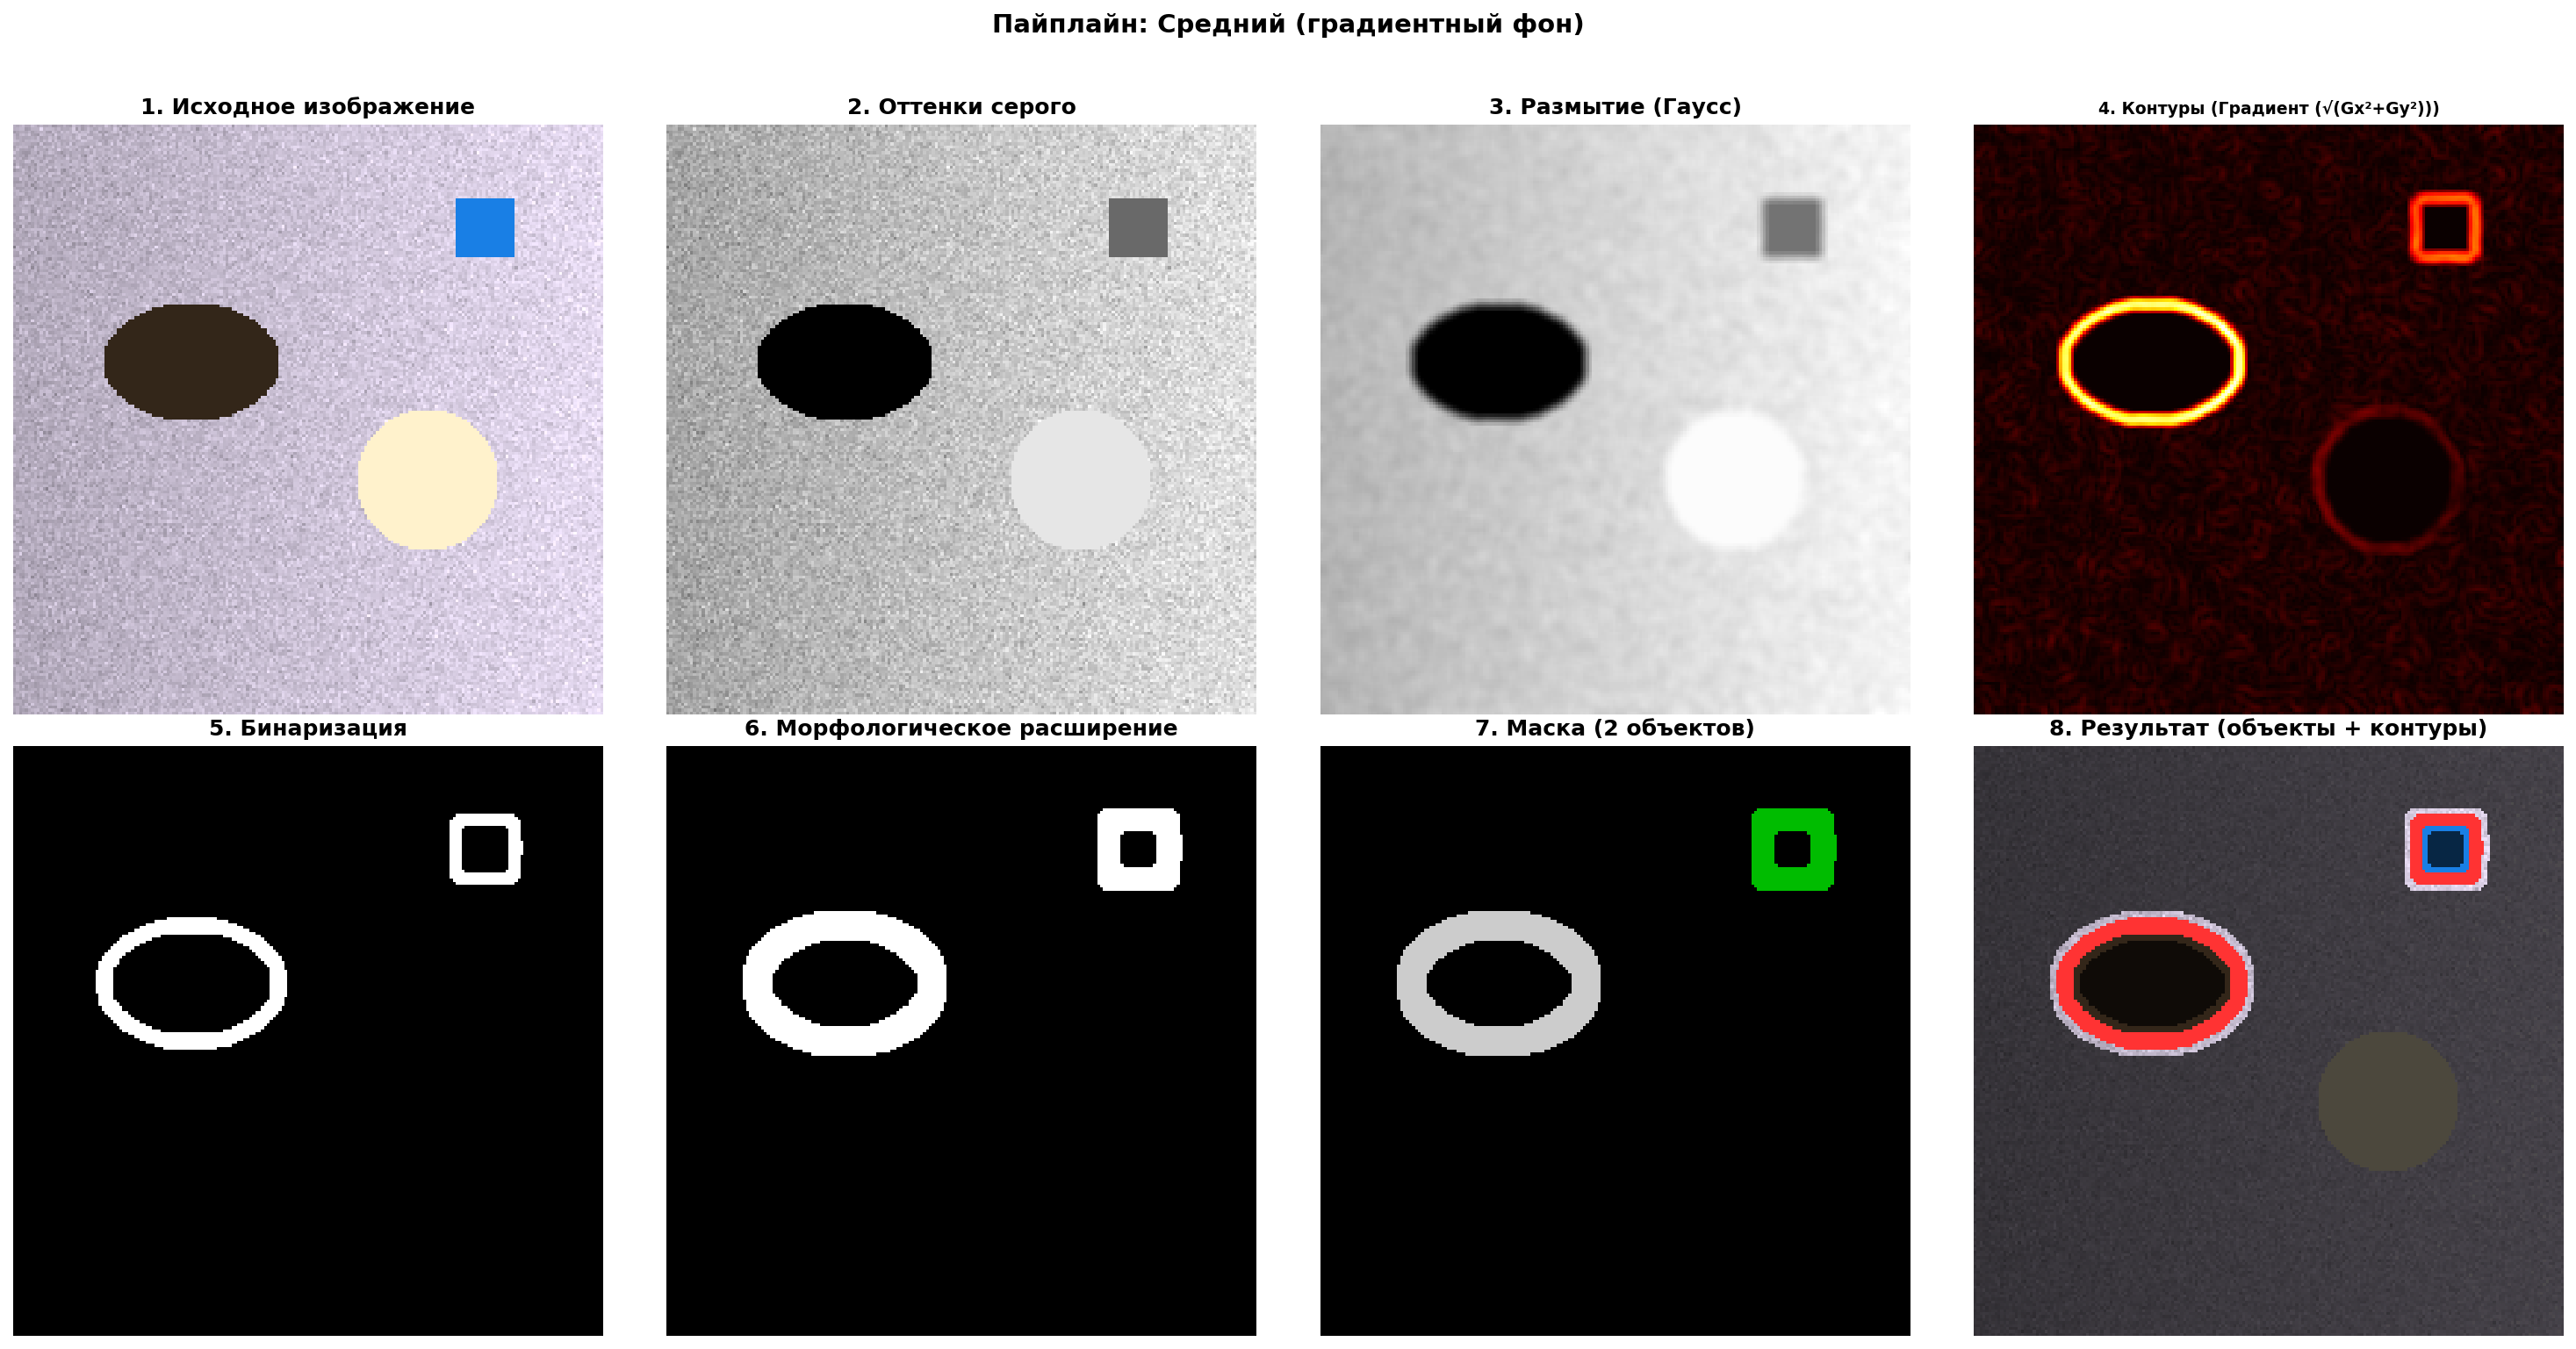 Пайплайн: Средний (градиентный фон)
1. Исходное изображение
2. Оттенки серого
3. Размытие (Гаусс)
4. Контуры (Градиент (√(Gx²+Gy²)))
5. Бинаризация
6. Морфологическое расширение
7. Маска (2 объектов)
8. Результат (объекты + контуры)